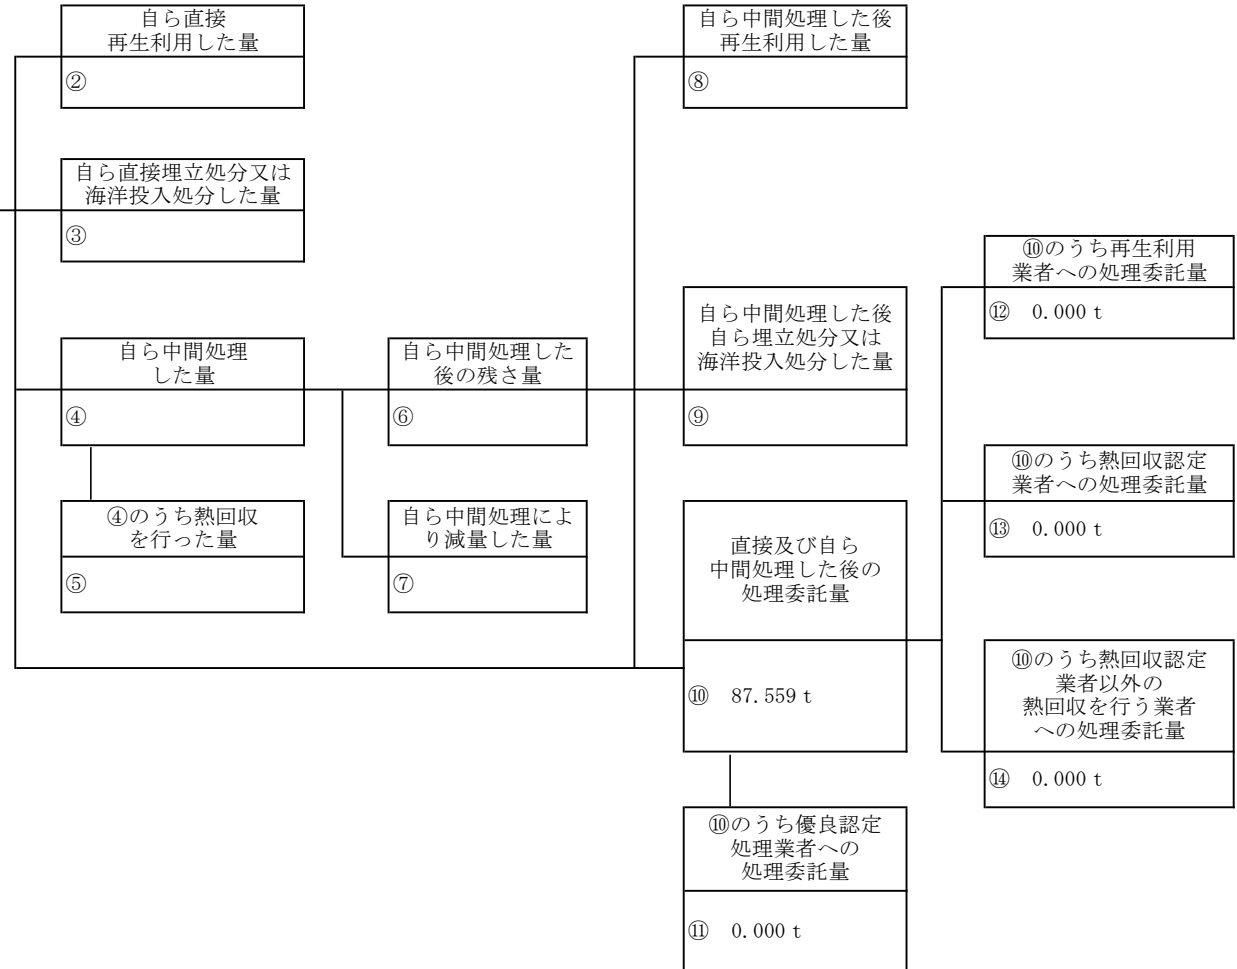 自ら直接
再生利用した量
②
自ら中間処理した後
再生利用した量
⑧
自ら直接埋立処分又は
海洋投入処分した量
③
⑩のうち再生利用
業者への処理委託量
⑫ 0.000 t
自ら中間処理した後
自ら埋立処分又は
海洋投入処分した量
⑨
自ら中間処理
した量
④
自ら中間処理した
後の残さ量
⑥
⑩のうち熱回収認定
業者への処理委託量
⑬ 0.000 t
④のうち熱回収
を行った量
⑤
自ら中間処理によ
り減量した量
⑦
直接及び自ら
中間処理した後の
処理委託量
⑩ 87.559 t
⑩のうち熱回収認定
業者以外の
熱回収を行う業者
への処理委託量
⑭ 0.000 t
⑩のうち優良認定
処理業者への
処理委託量
⑪ 0.000 t